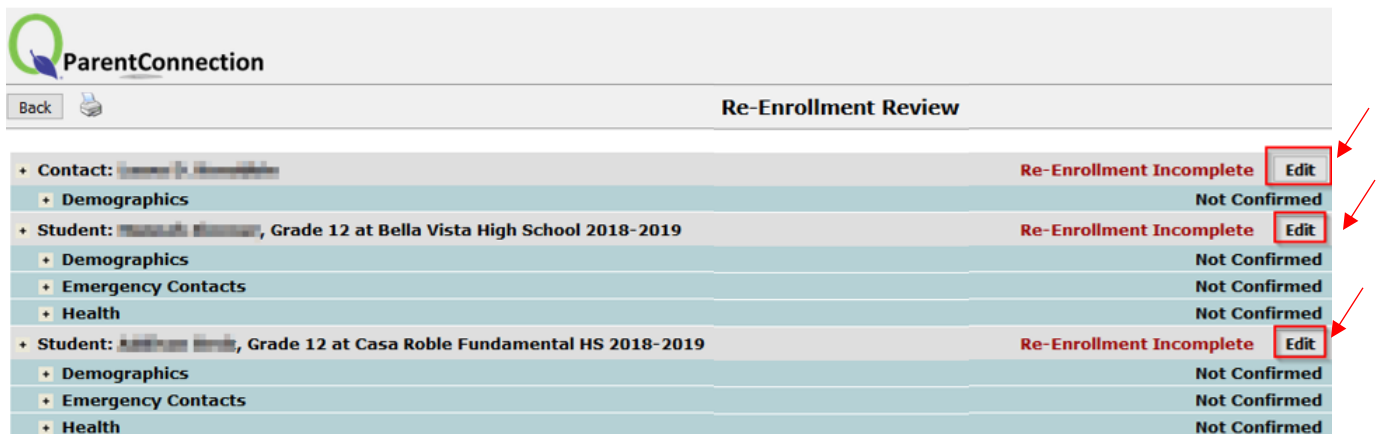 ParentConnection
Back Re-Enrollment Review
+ Contact: Re-Enrollment Incomplete Edit
+ Demographics Not Confirmed
+ Student: , Grade 12 at Bella Vista High School 2018-2019 Re-Enrollment Incomplete Edit
+ Demographics Not Confirmed
+ Emergency Contacts Not Confirmed
+ Health Not Confirmed
+ Student: , Grade 12 at Casa Roble Fundamental HS 2018-2019 Re-Enrollment Incomplete Edit
+ Demographics Not Confirmed
+ Emergency Contacts Not Confirmed
+ Health Not Confirmed